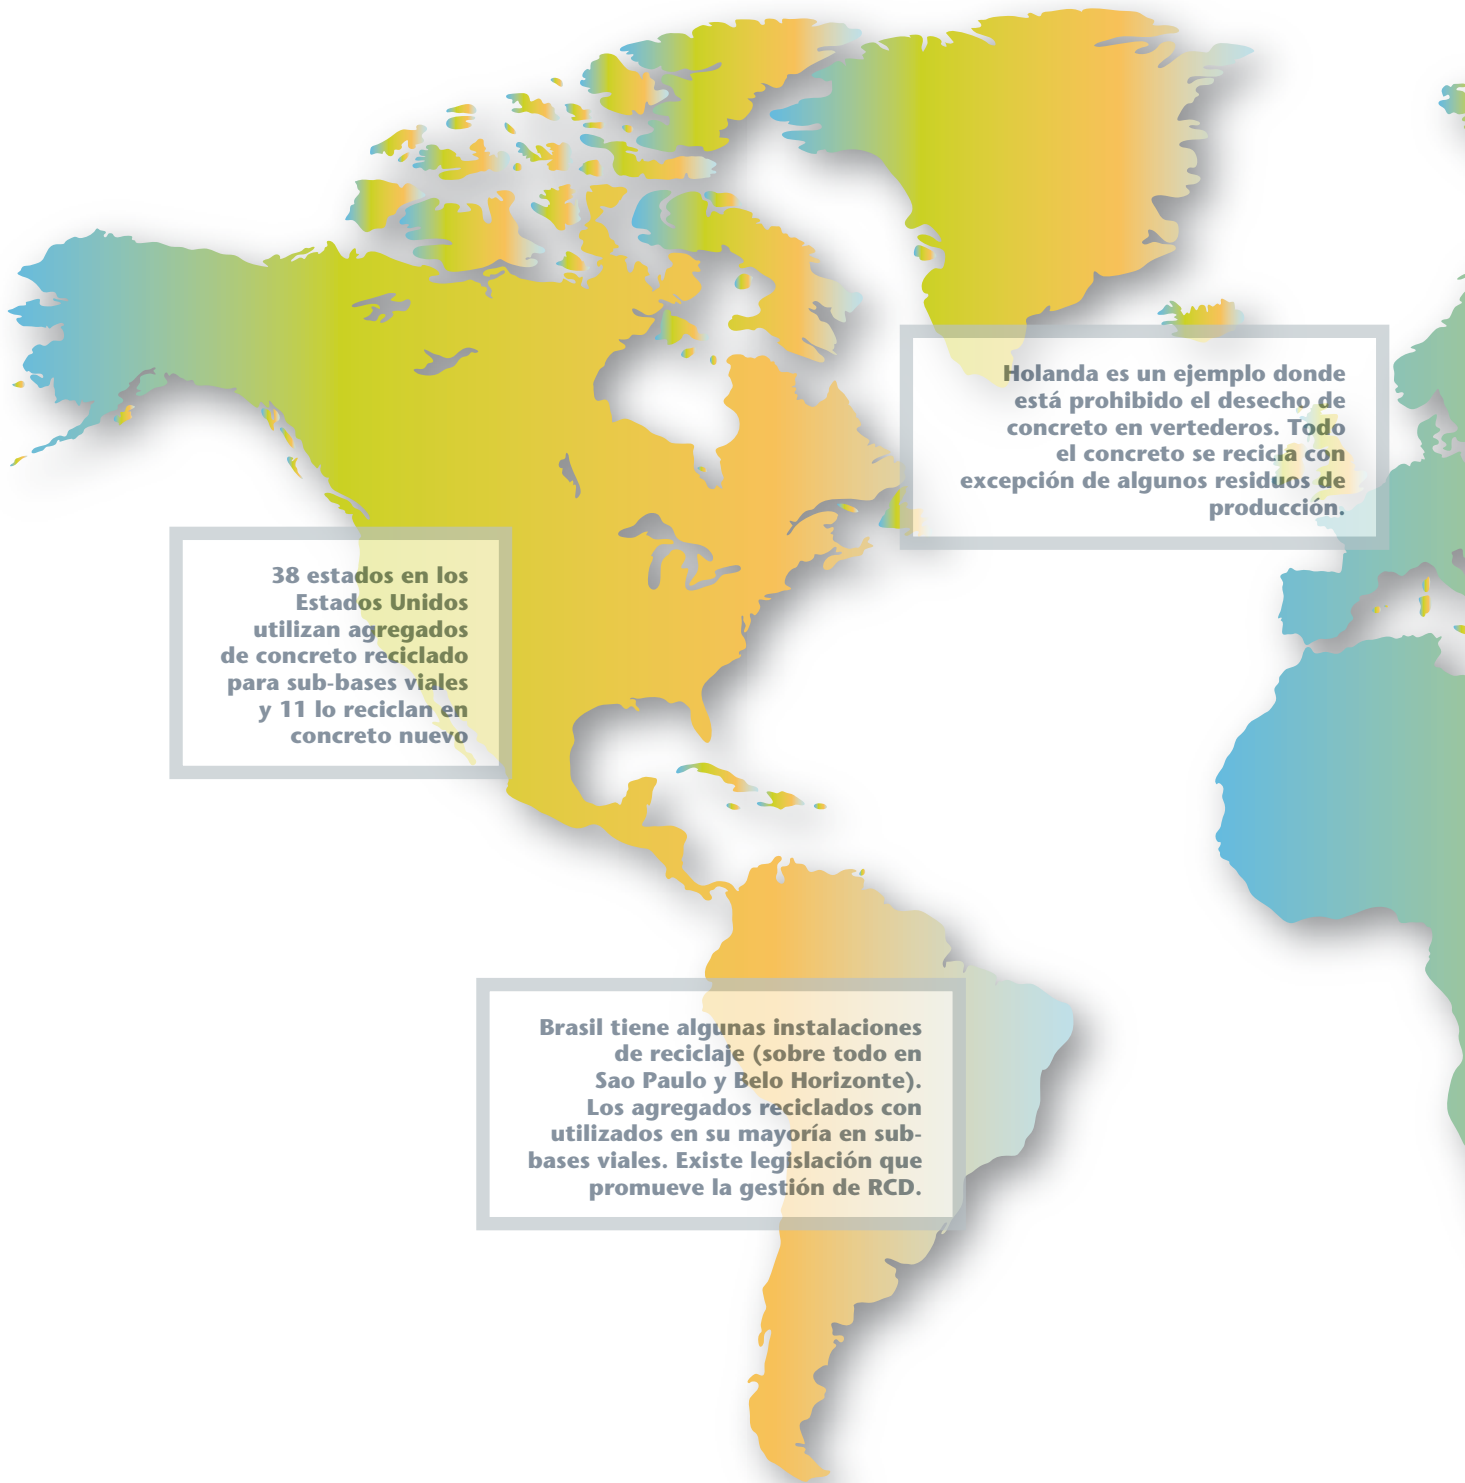 Holanda es un ejemplo donde
está prohibido el desecho de
concreto en vertederos. Todo
el concreto se recicla con
excepción de algunos residuos de
producción.
38 estados en los
Estados Unidos
utilizan agregados
de concreto reciclado
para sub-bases viales
y 11 lo reciclan en
concreto nuevo
Brasil tiene algunas instalaciones
de reciclaje (sobre todo en
Sao Paulo y Belo Horizonte).
Los agregados reciclados con
utilizados en su mayoría en sub-
bases viales. Existe legislación que
promueve la gestión de RCD.